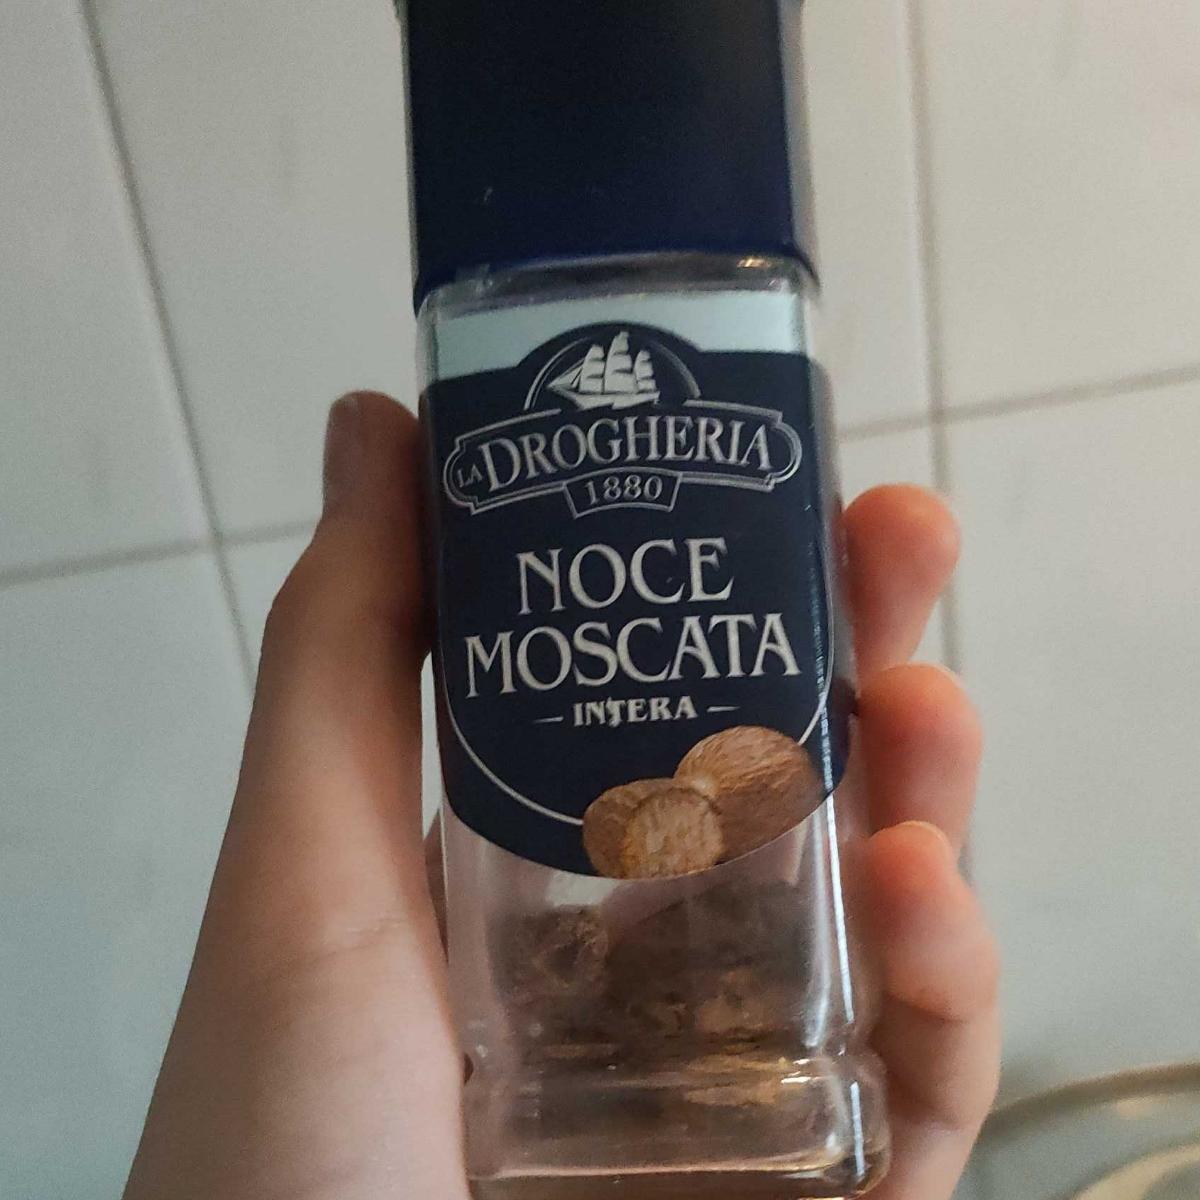 LA DROGHERIA
1880
NOCE
MOSCATA
— INTERA —